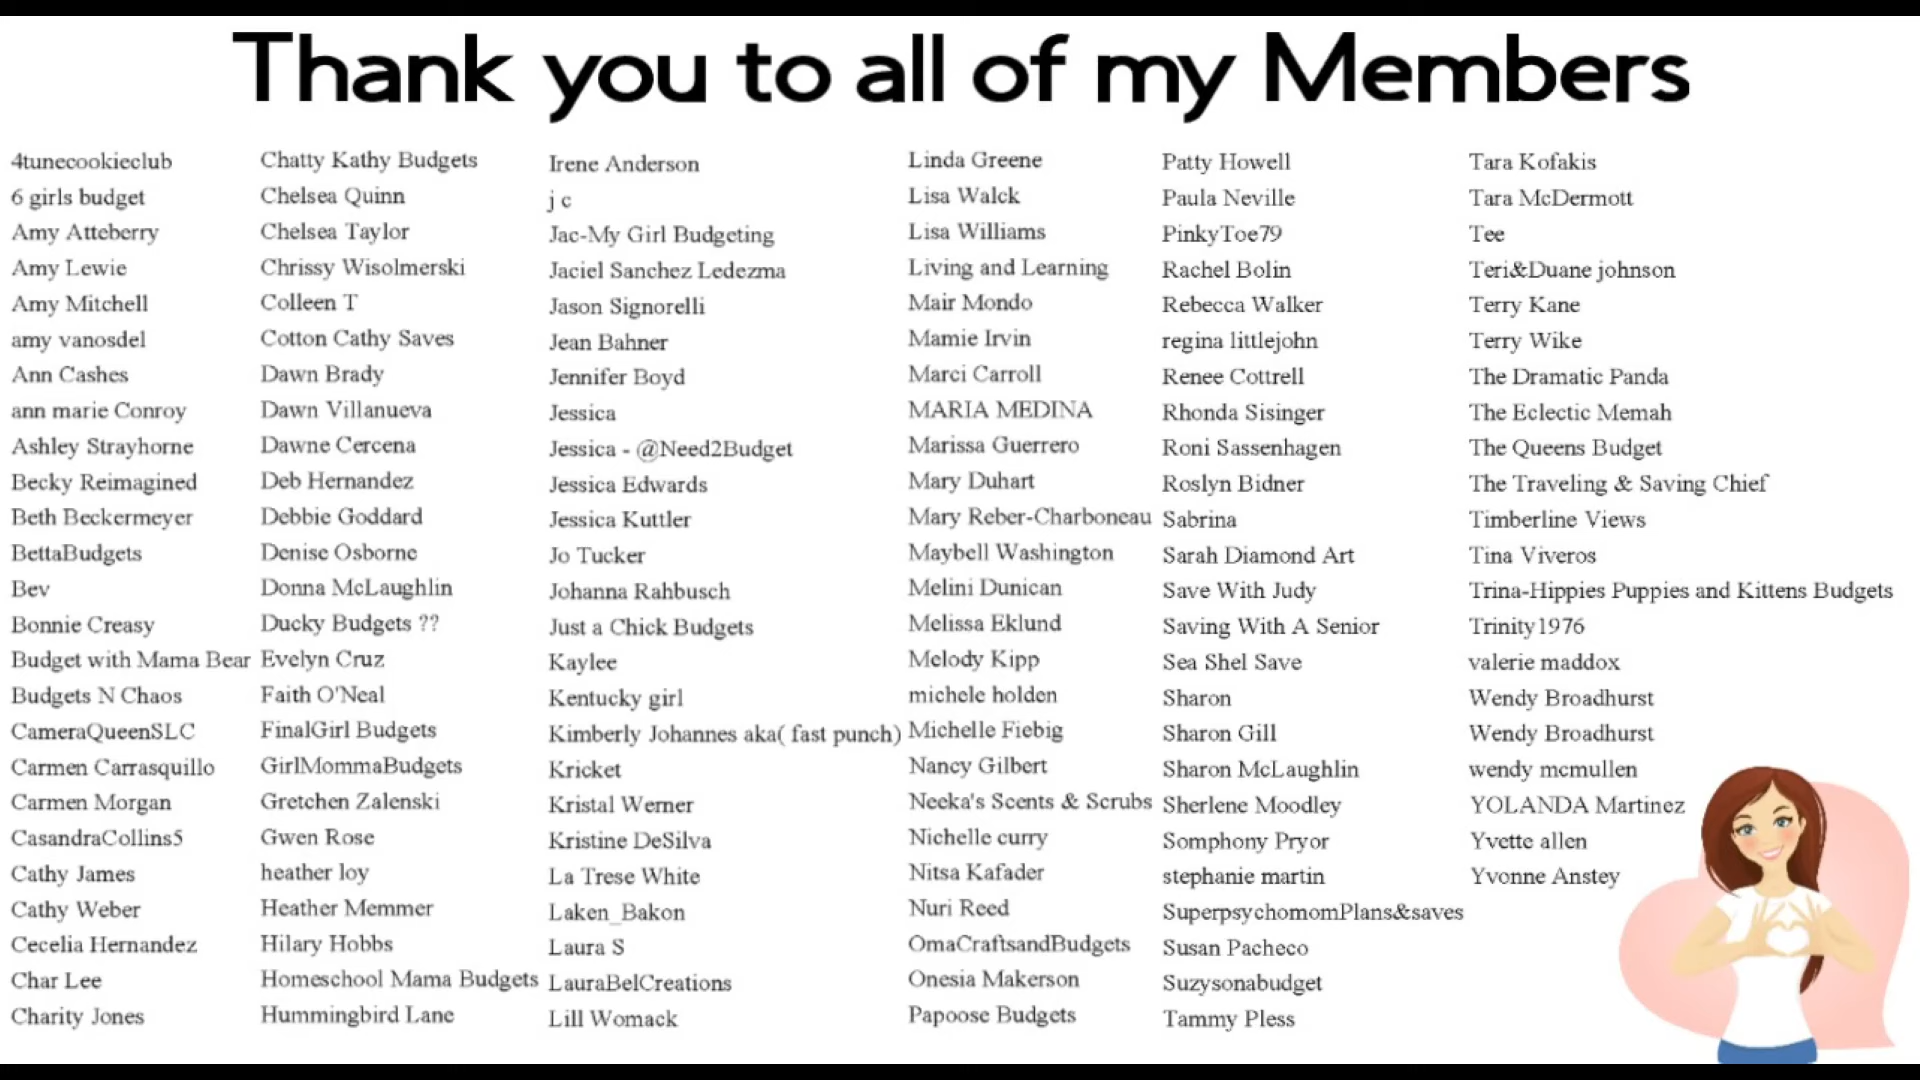 Thank you to all of my Members
4tunecookieclub
6 girls budget
Amy Atteberry
Amy Lewie
Amy Mitchell
amy vanosdel
Ann Cashes
ann marie Conroy
Ashley Strayhorne
Becky Reimagined
Beth Beckermeyer
BettaBudgets
Bev
Bonnie Creasy
Budget with Mama Bear
Budgets N Chaos
CameraQueenSLC
Carmen Carrasquillo
Carmen Morgan
CasandraCollins5
Cathy James
Cathy Weber
Cecelia Hernandez
Char Lee
Charity Jones
Chatty Kathy Budgets
Chelsea Quinn
Chelsea Taylor
Chrissy Wisolmerski
Colleen T
Cotton Cathy Saves
Dawn Brady
Dawn Villanueva
Dawne Cercena
Deb Hernandez
Debbie Goddard
Denise Osborne
Donna McLaughlin
Ducky Budgets ??
Evelyn Cruz
Faith O'Neal
FinalGirl Budgets
GirlMommaBudgets
Gretchen Zalenski
Gwen Rose
heather loy
Heather Memmer
Hilary Hobbs
Homeschool Mama Budgets
Hummingbird Lane
Irene Anderson
j c
Jac-My Girl Budgeting
Jaciel Sanchez Ledezma
Jason Signorelli
Jean Bahner
Jennifer Boyd
Jessica
Jessica - @Need2Budget
Jessica Edwards
Jessica Kuttler
Jo Tucker
Johanna Rahbusch
Just a Chick Budgets
Kaylee
Kentucky girl
Kimberly Johannes aka( fast punch)
Kricket
Kristal Werner
Kristine DeSilva
La Trese White
Laken_Bakon
Laura S
LauraBelCreations
Lill Womack
Linda Greene
Lisa Walck
Lisa Williams
Living and Learning
Mair Mondo
Mamie Irvin
Marci Carroll
MARIA MEDINA
Marissa Guerrero
Mary Duhart
Mary Reber-Charboneau
Maybell Washington
Melini Dunican
Melissa Eklund
Melody Kipp
michele holden
Michelle Fiebig
Nancy Gilbert
Neeka's Scents & Scrubs
Nichelle curry
Nitsa Kafader
Nuri Reed
OmaCraftsandBudgets
Onesia Makerson
Papoose Budgets
Patty Howell
Paula Neville
PinkyToe79
Rachel Bolin
Rebecca Walker
regina littlejohn
Renee Cottrell
Rhonda Sisinger
Roni Sassenhagen
Roslyn Bidner
Sabrina
Sarah Diamond Art
Save With Judy
Saving With A Senior
Sea Shel Save
Sharon
Sharon Gill
Sharon McLaughlin
Sherlene Moodley
Somphony Pryor
stephanie martin
SuperpsychomomPlans&saves
Susan Pacheco
Suzysonabudget
Tammy Pless
Tara Kofakis
Tara McDermott
Tee
Teri&Duane johnson
Terry Kane
Terry Wike
The Dramatic Panda
The Eclectic Memah
The Queens Budget
The Traveling & Saving Chief
Timberline Views
Tina Viveros
Trina-Hippies Puppies and Kittens Budgets
Trinity1976
valerie maddox
Wendy Broadhurst
Wendy Broadhurst
wendy mcmullen
YOLANDA Martinez
Yvette allen
Yvonne Anstey